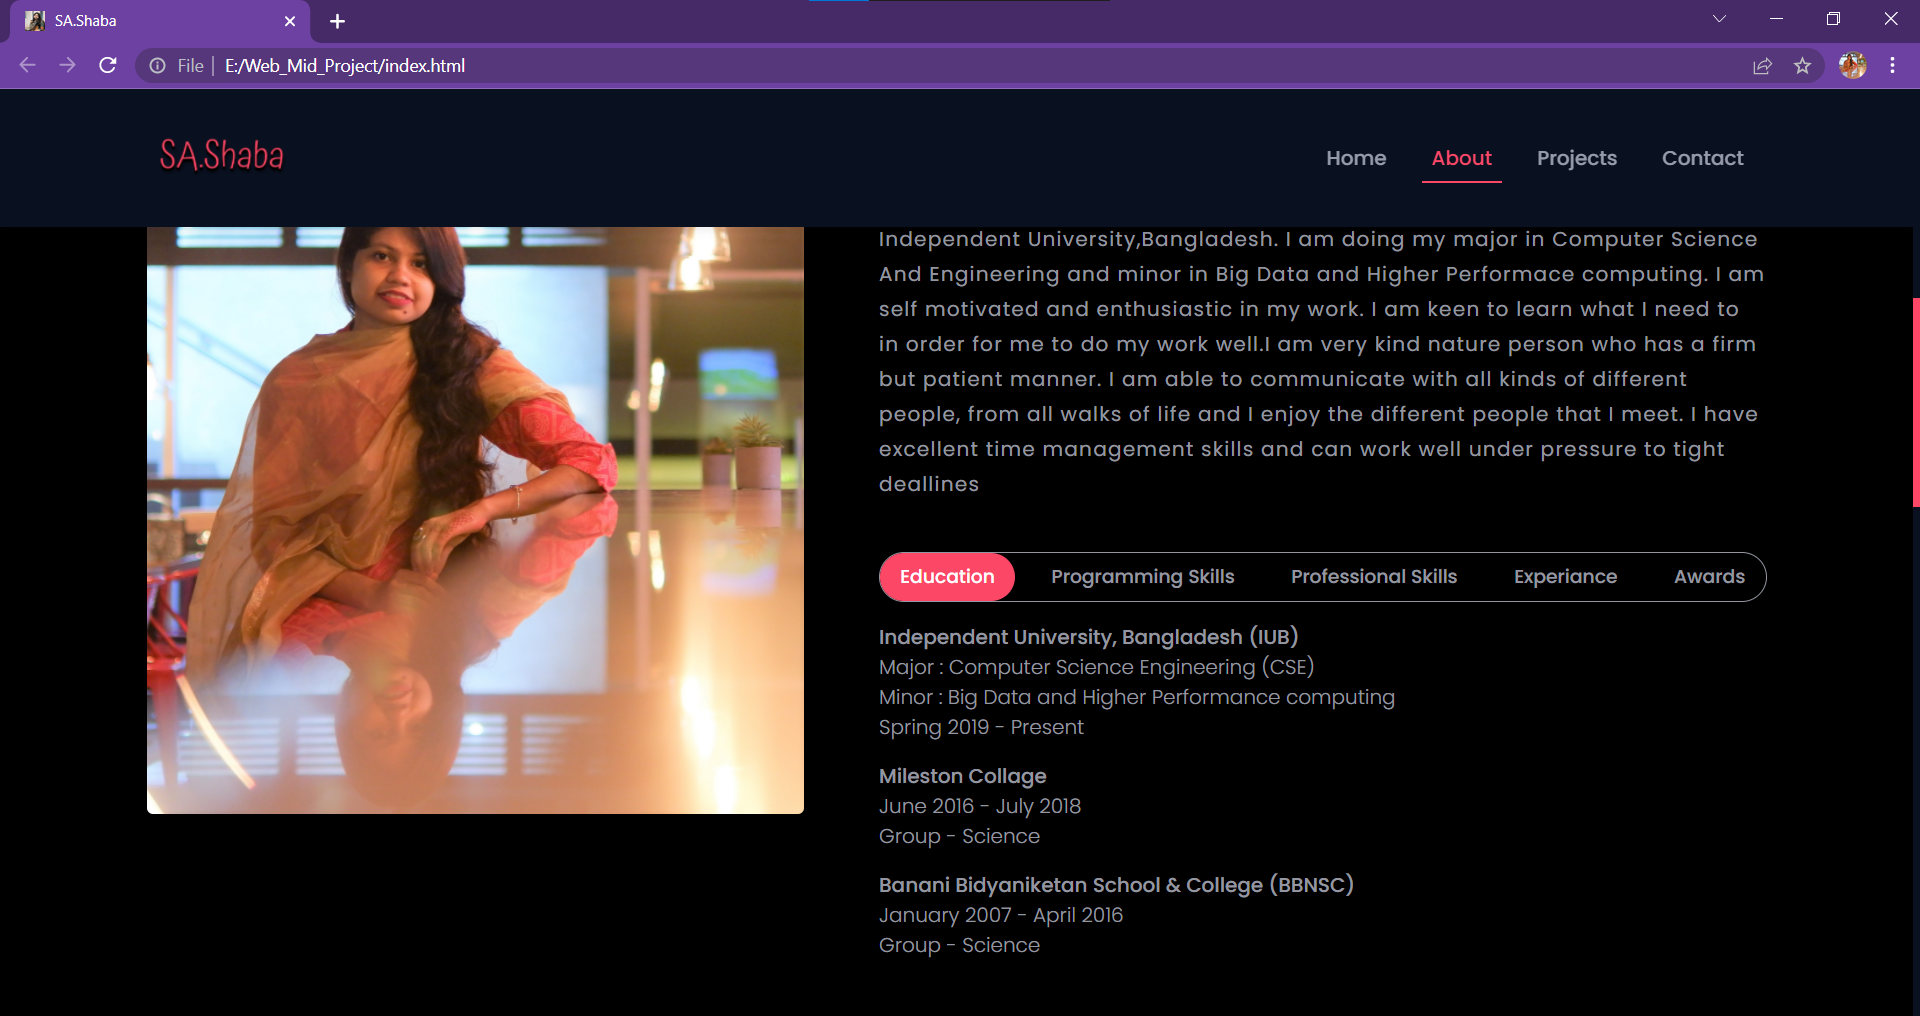 SA.Shaba
File | E:/Web_Mid_Project/index.html
SA.Shaba
Home About Projects Contact
Independent University,Bangladesh. I am doing my major in Computer Science
And Engineering and minor in Big Data and Higher Performace computing. I am
self motivated and enthusiastic in my work. I am keen to learn what I need to
in order for me to do my work well.I am very kind nature person who has a firm
but patient manner. I am able to communicate with all kinds of different
people, from all walks of life and I enjoy the different people that I meet. I have
excellent time management skills and can work well under pressure to tight
deallines
Education Programming Skills Professional Skills Experiance Awards
Independent University, Bangladesh (IUB)
Major : Computer Science Engineering (CSE)
Minor : Big Data and Higher Performance computing
Spring 2019 - Present
Mileston Collage
June 2016 - July 2018
Group - Science
Banani Bidyaniketan School & College (BBNSC)
January 2007 - April 2016
Group - Science